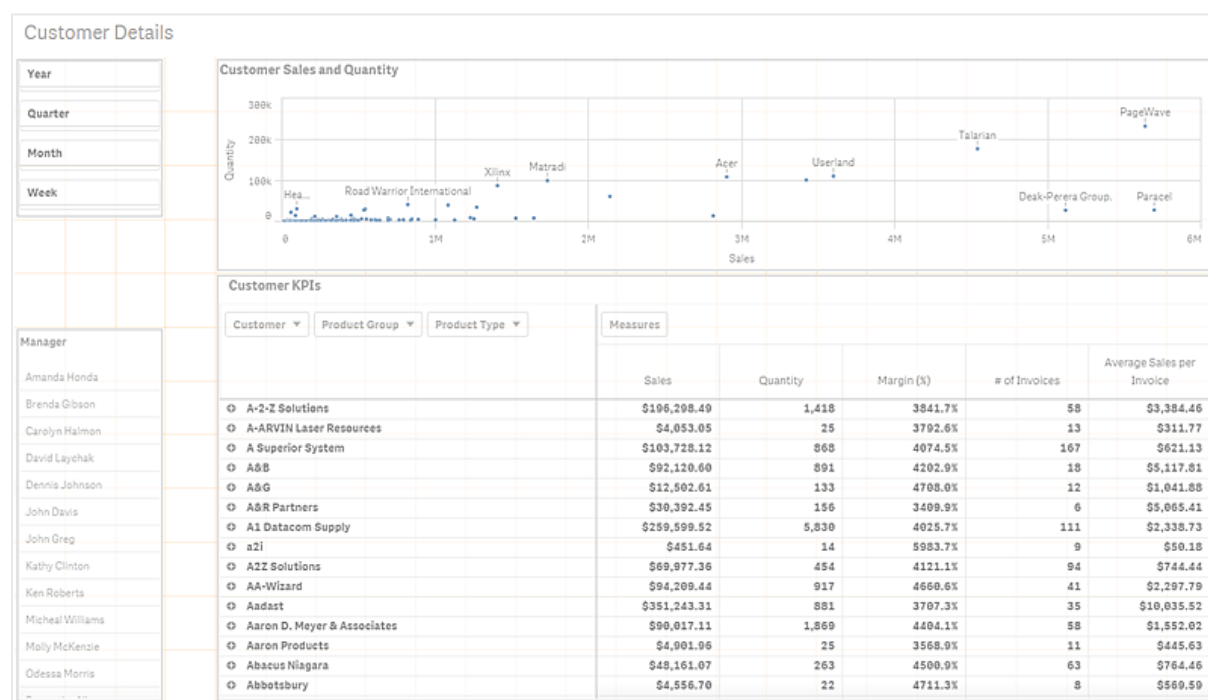 Customer Details
Year
Quarter
Month
Week
Customer Sales and Quantity
Quantity
300k
200k
100k
0
PageWave
Talarian
Acer
Userland
Xilinx
Matradi
Hea...
Road Warrior International
Deak-Perera Group.
Paracel
0 1M 2M 3M 4M 5M 6M
Sales
Manager
Amanda Honda
Brenda Gibson
Carolyn Halmon
David Laychak
Dennis Johnson
John Davis
John Greg
Kathy Clinton
Ken Roberts
Micheal Williams
Molly McKenzie
Odessa Morris
Customer KPIs
Customer Product Group Product Type Measures
Sales Quantity Margin (%) # of Invoices Average Sales per
Invoice
A-2-Z Solutions $196,298.49 1,418 3841.7% 58 $3,384.46
A-ARVIN Laser Resources $4,053.05 25 3792.6% 13 $311.77
A Superior System $103,728.12 868 4074.5% 167 $621.13
A&B $92,120.60 891 4202.9% 18 $5,117.81
A&G $12,502.61 133 4708.0% 12 $1,041.88
A&R Partners $30,392.45 156 3409.9% 6 $5,065.41
A1 Datacom Supply $259,599.52 5,830 4025.7% 111 $2,338.73
a2i $451.64 14 5983.7% 9 $50.18
A2Z Solutions $69,977.36 454 4121.1% 94 $744.44
AA-Wizard $94,209.44 917 4660.6% 41 $2,297.79
Aadast $351,243.31 881 3707.3% 35 $10,035.52
Aaron D. Meyer & Associates $90,017.11 1,869 4404.1% 58 $1,552.02
Aaron Products $4,901.96 25 3568.9% 11 $445.63
Abacus Niagara $48,161.07 263 4500.9% 63 $764.46
Abbotsbury $4,556.70 22 4711.3% 8 $569.59